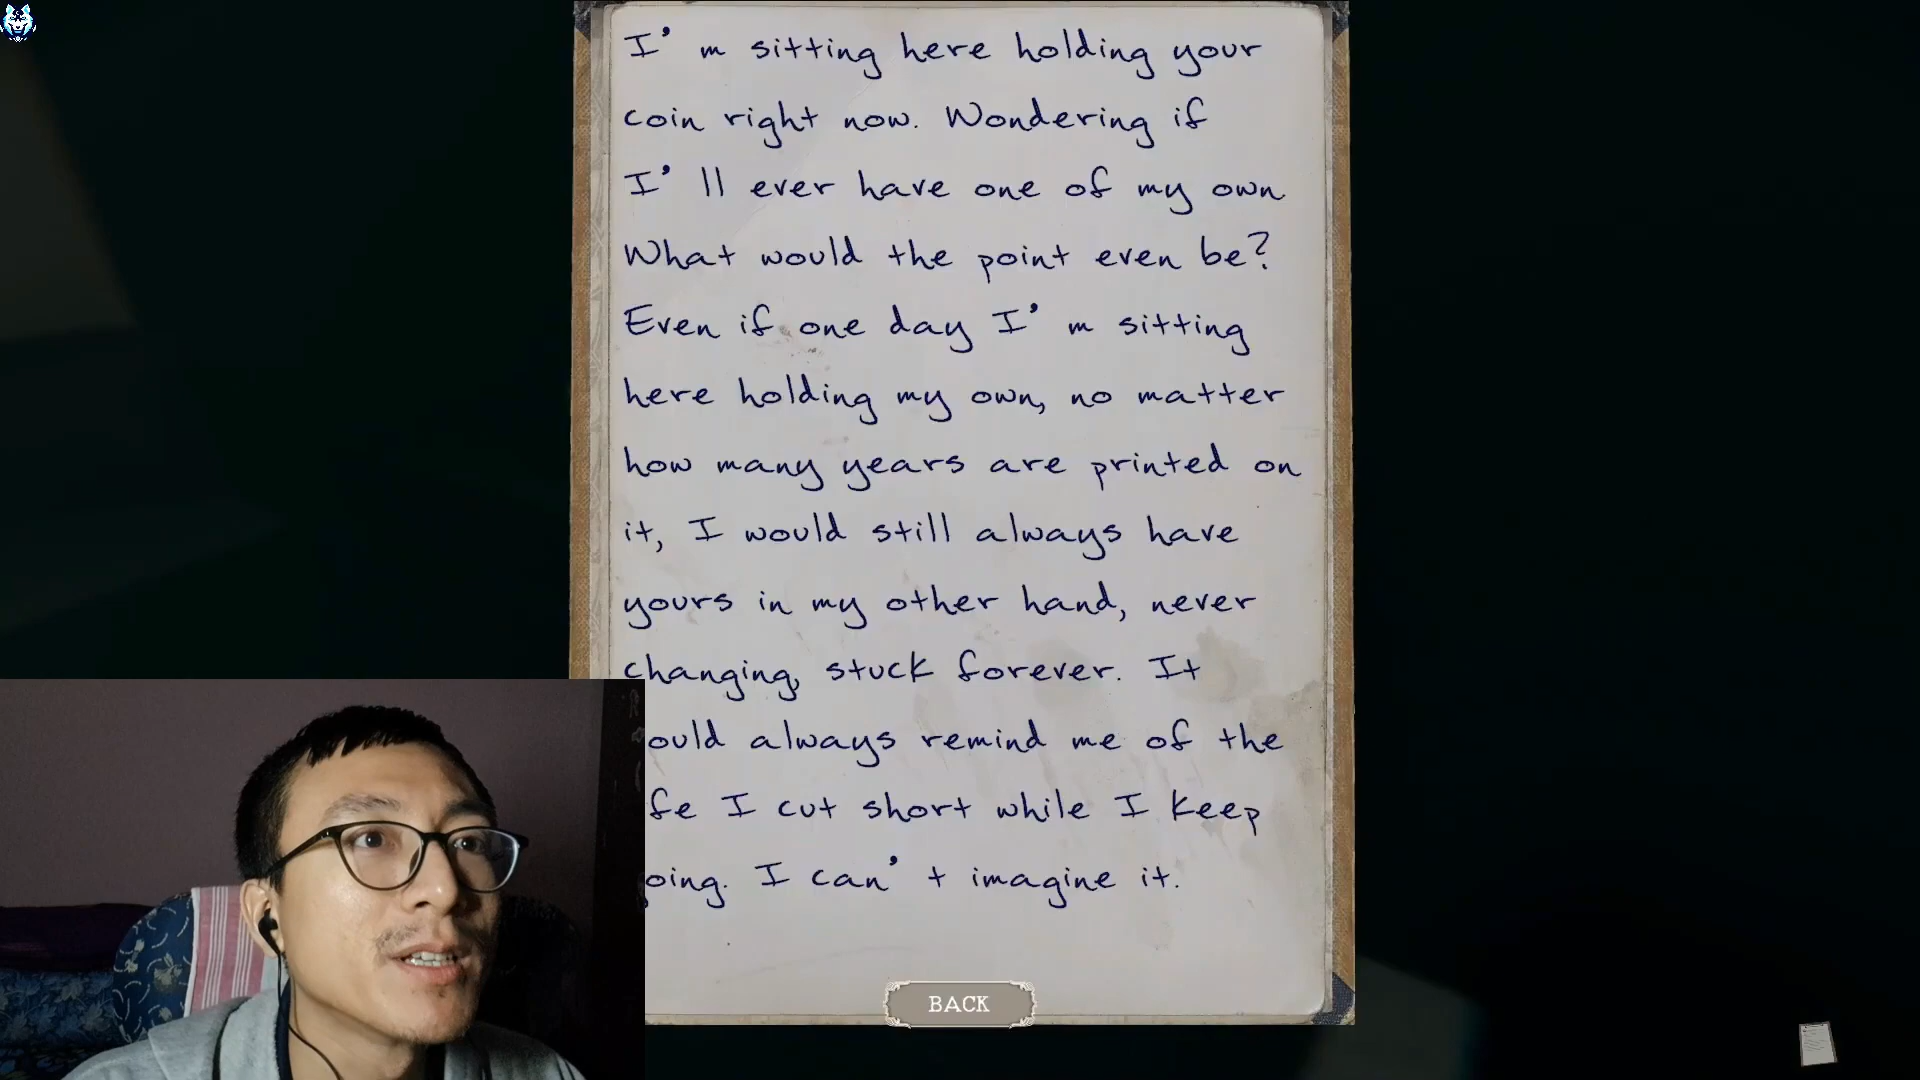 I'm sitting here holding your
coin right now. Wondering if
I'll ever have one of my own.
What would the point even be?
Even if one day I'm sitting
here holding my own, no matter
how many years are printed on
it, I would still always have
yours in my other hand, never
changing, stuck forever. It
ould always remind me of the
fe I cut short while I keep
oing. I can't imagine it.
BACK